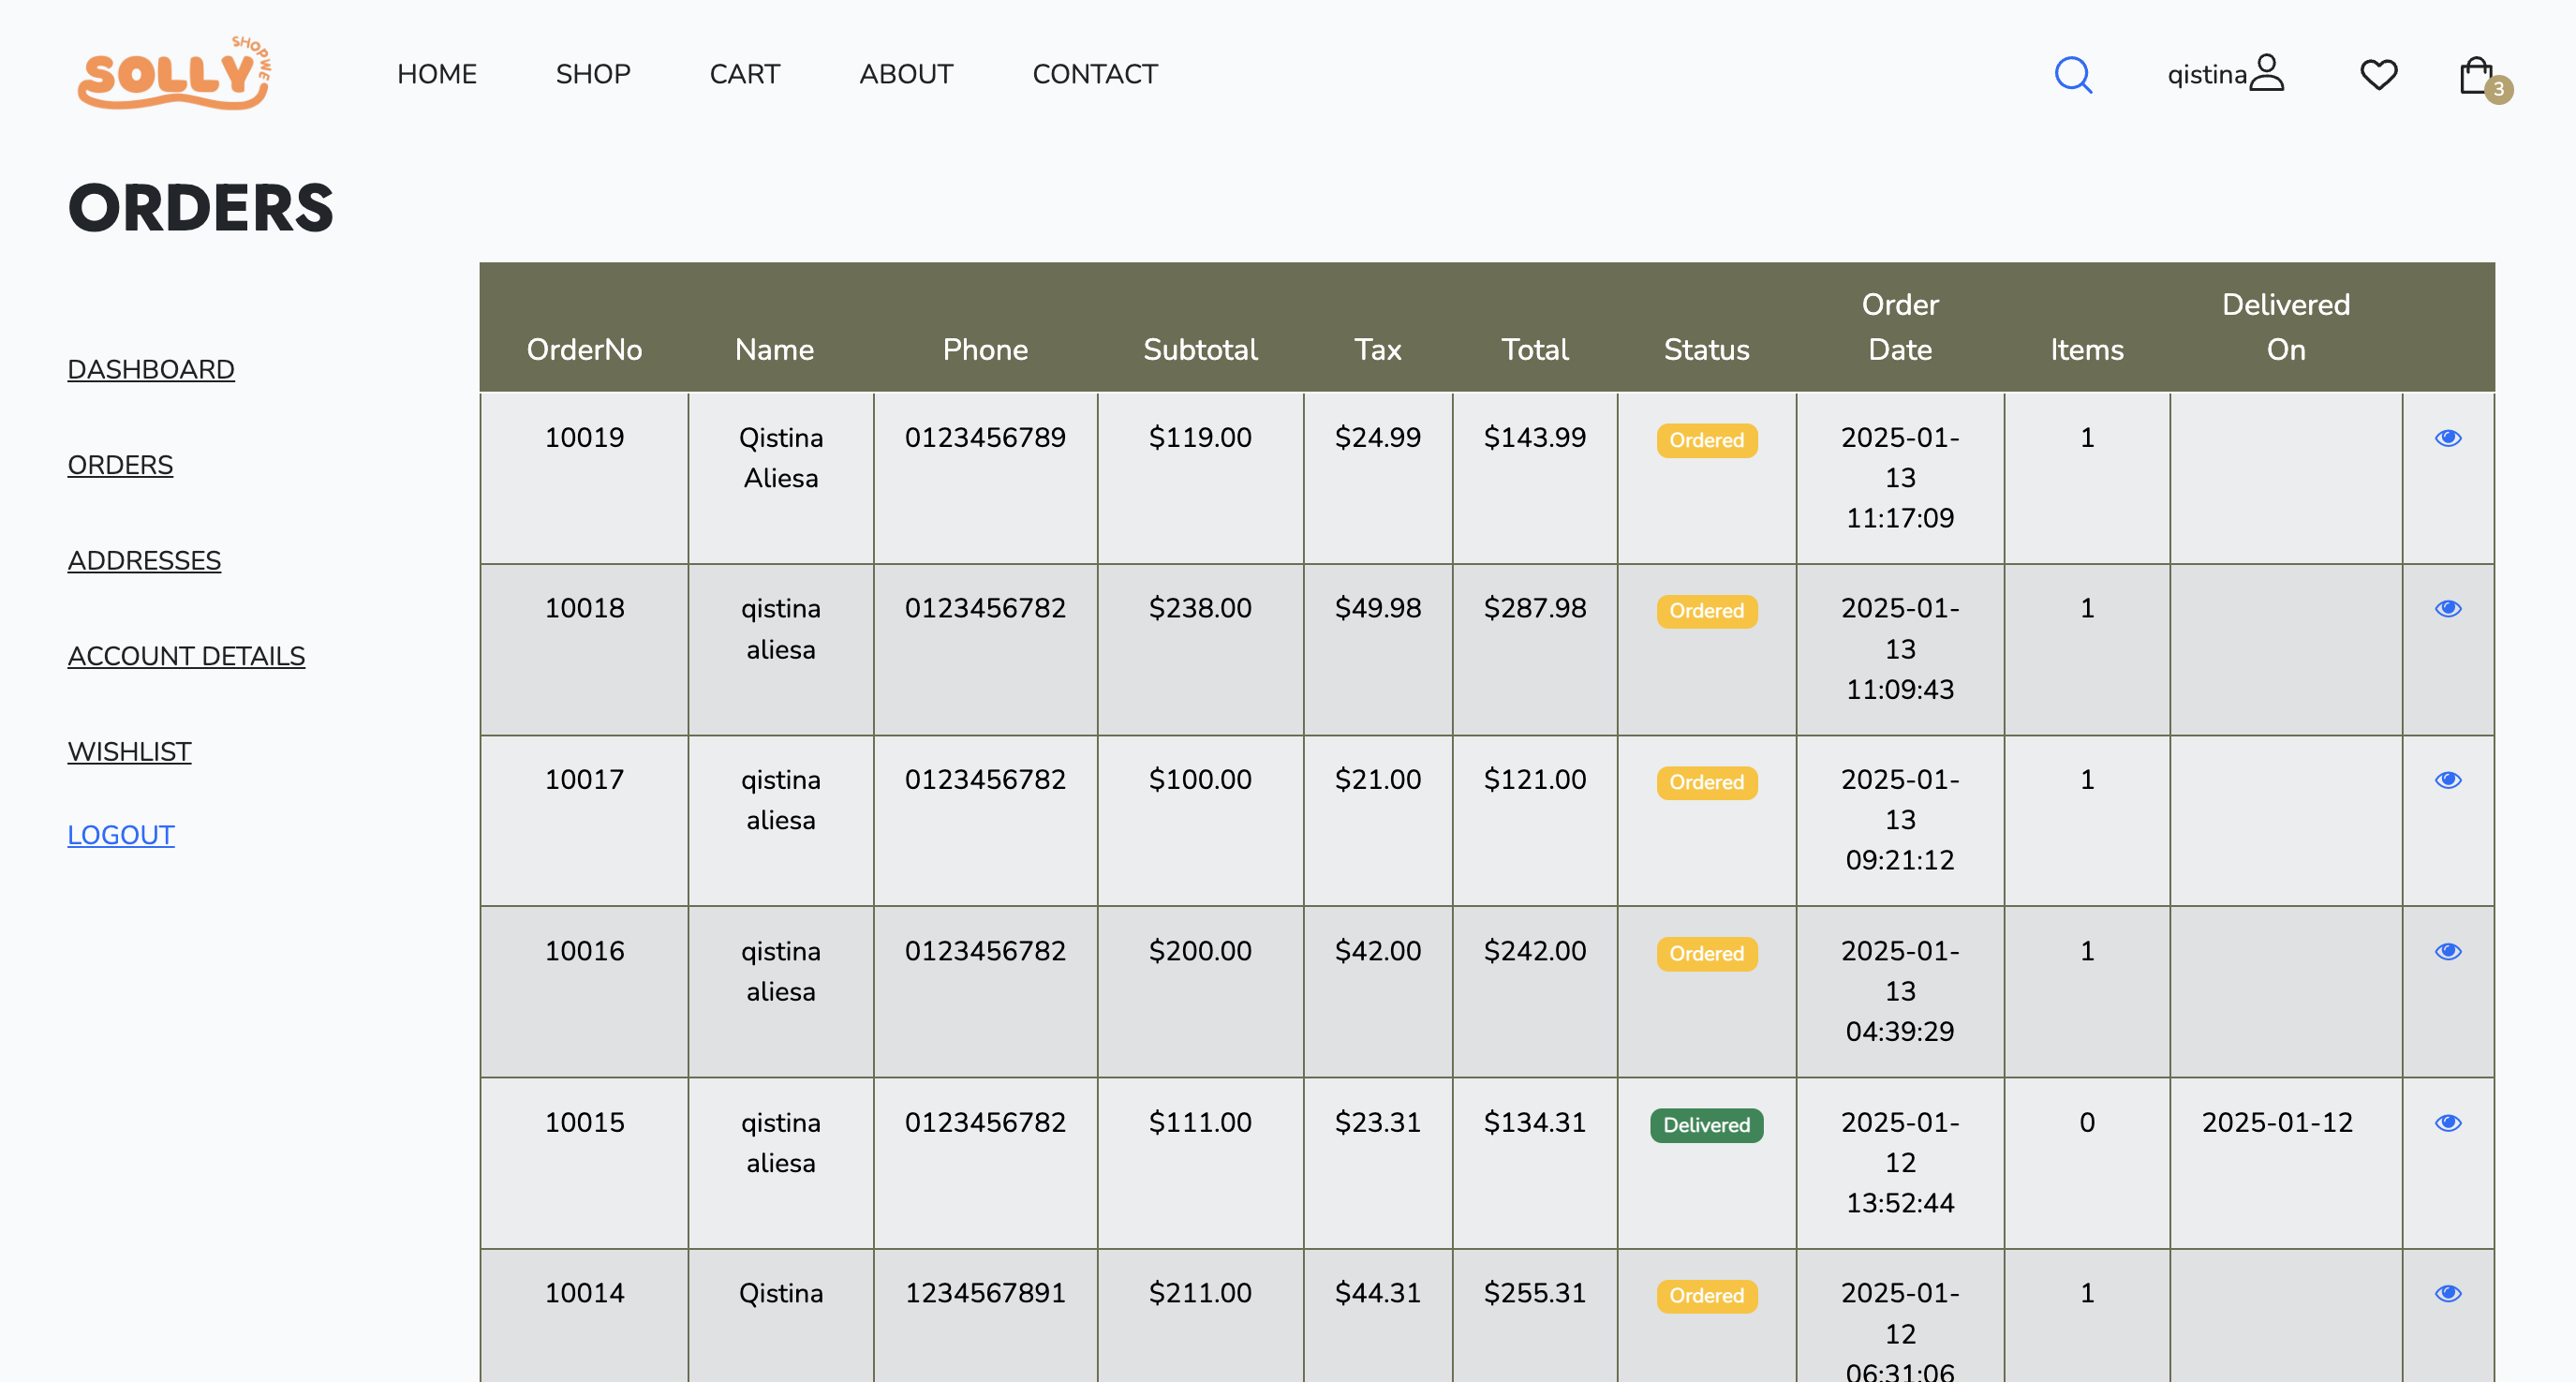 SOLLY SHOPWE
HOME SHOP CART ABOUT CONTACT qistina 3
ORDERS
DASHBOARD
ORDERS
ADDRESSES
ACCOUNT DETAILS
WISHLIST
LOGOUT
OrderNo Name Phone Subtotal Tax Total Status Order Date Items Delivered On
10019 Qistina Aliesa 0123456789 $119.00 $24.99 $143.99 Ordered 2025-01-13 11:17:09 1
10018 qistina aliesa 0123456782 $238.00 $49.98 $287.98 Ordered 2025-01-13 11:09:43 1
10017 qistina aliesa 0123456782 $100.00 $21.00 $121.00 Ordered 2025-01-13 09:21:12 1
10016 qistina aliesa 0123456782 $200.00 $42.00 $242.00 Ordered 2025-01-13 04:39:29 1
10015 qistina aliesa 0123456782 $111.00 $23.31 $134.31 Delivered 2025-01-12 13:52:44 0 2025-01-12
10014 Qistina 1234567891 $211.00 $44.31 $255.31 Ordered 2025-01-12 06:31:06 1